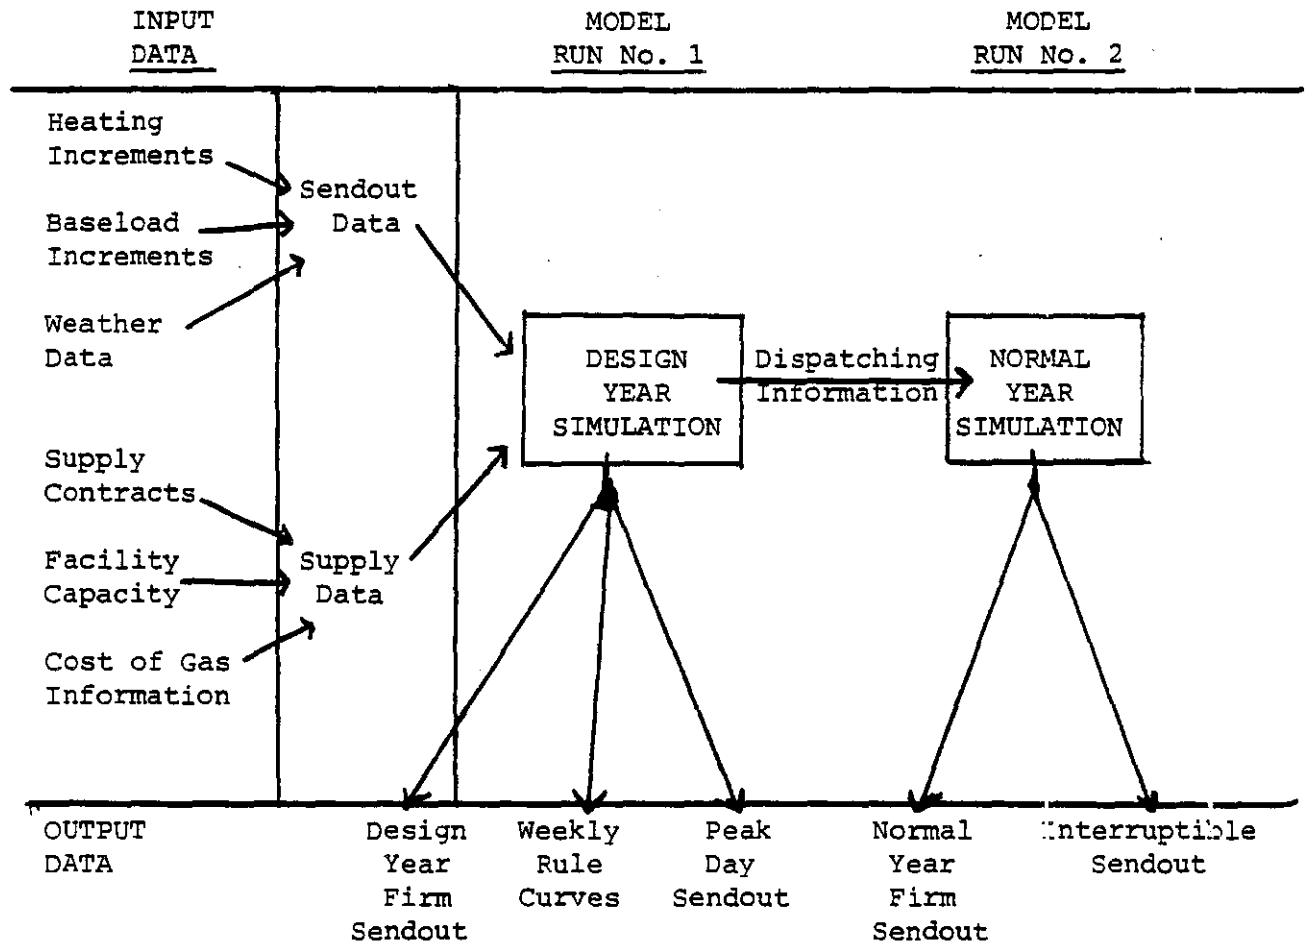 INPUT
DATA
MODEL
RUN No. 1
MODEL
RUN No. 2
Heating
Increments
Baseload
Increments
Weather
Data
Sendout
Data
Supply
Contracts
Facility
Capacity
Cost of Gas
Information
Supply
Data
DESIGN
YEAR
SIMULATION
Dispatching
Information
NORMAL
YEAR
SIMULATION
OUTPUT
DATA
Design
Year
Firm
Sendout
Weekly
Rule
Curves
Peak
Day
Sendout
Normal
Year
Firm
Sendout
Interruptible
Sendout